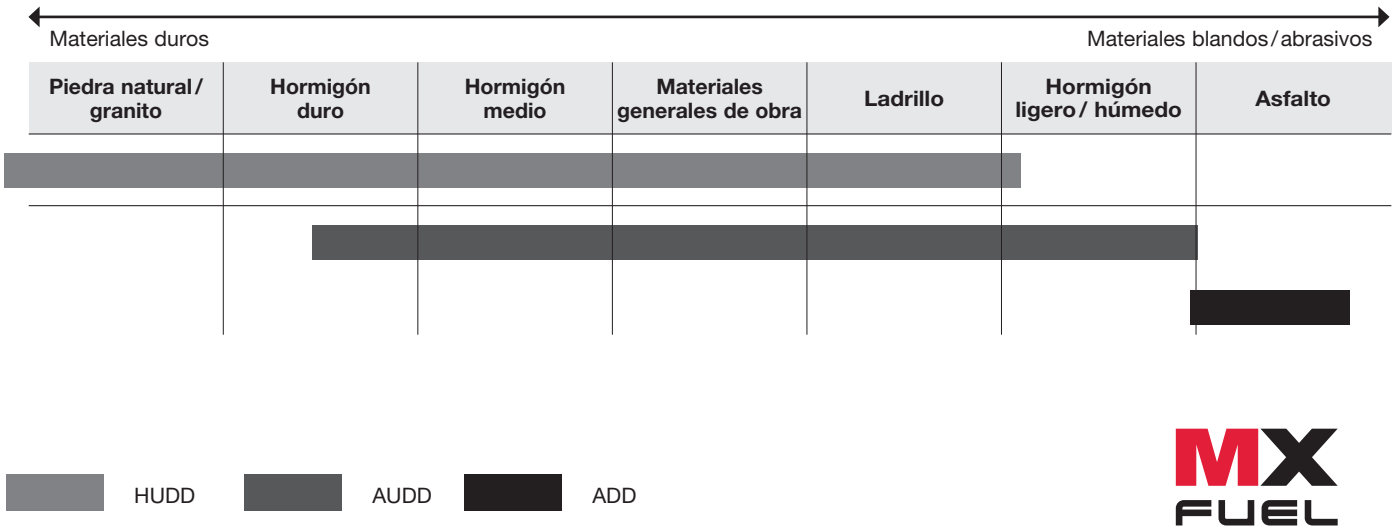 Materiales duros
Materiales blandos/abrasivos
Piedra natural/
granito
Hormigón
duro
Hormigón
medio
Materiales
generales de obra
Ladrillo
Hormigón
ligero/ húmedo
Asfalto
HUDD
AUDD
ADD
MX
FUEL